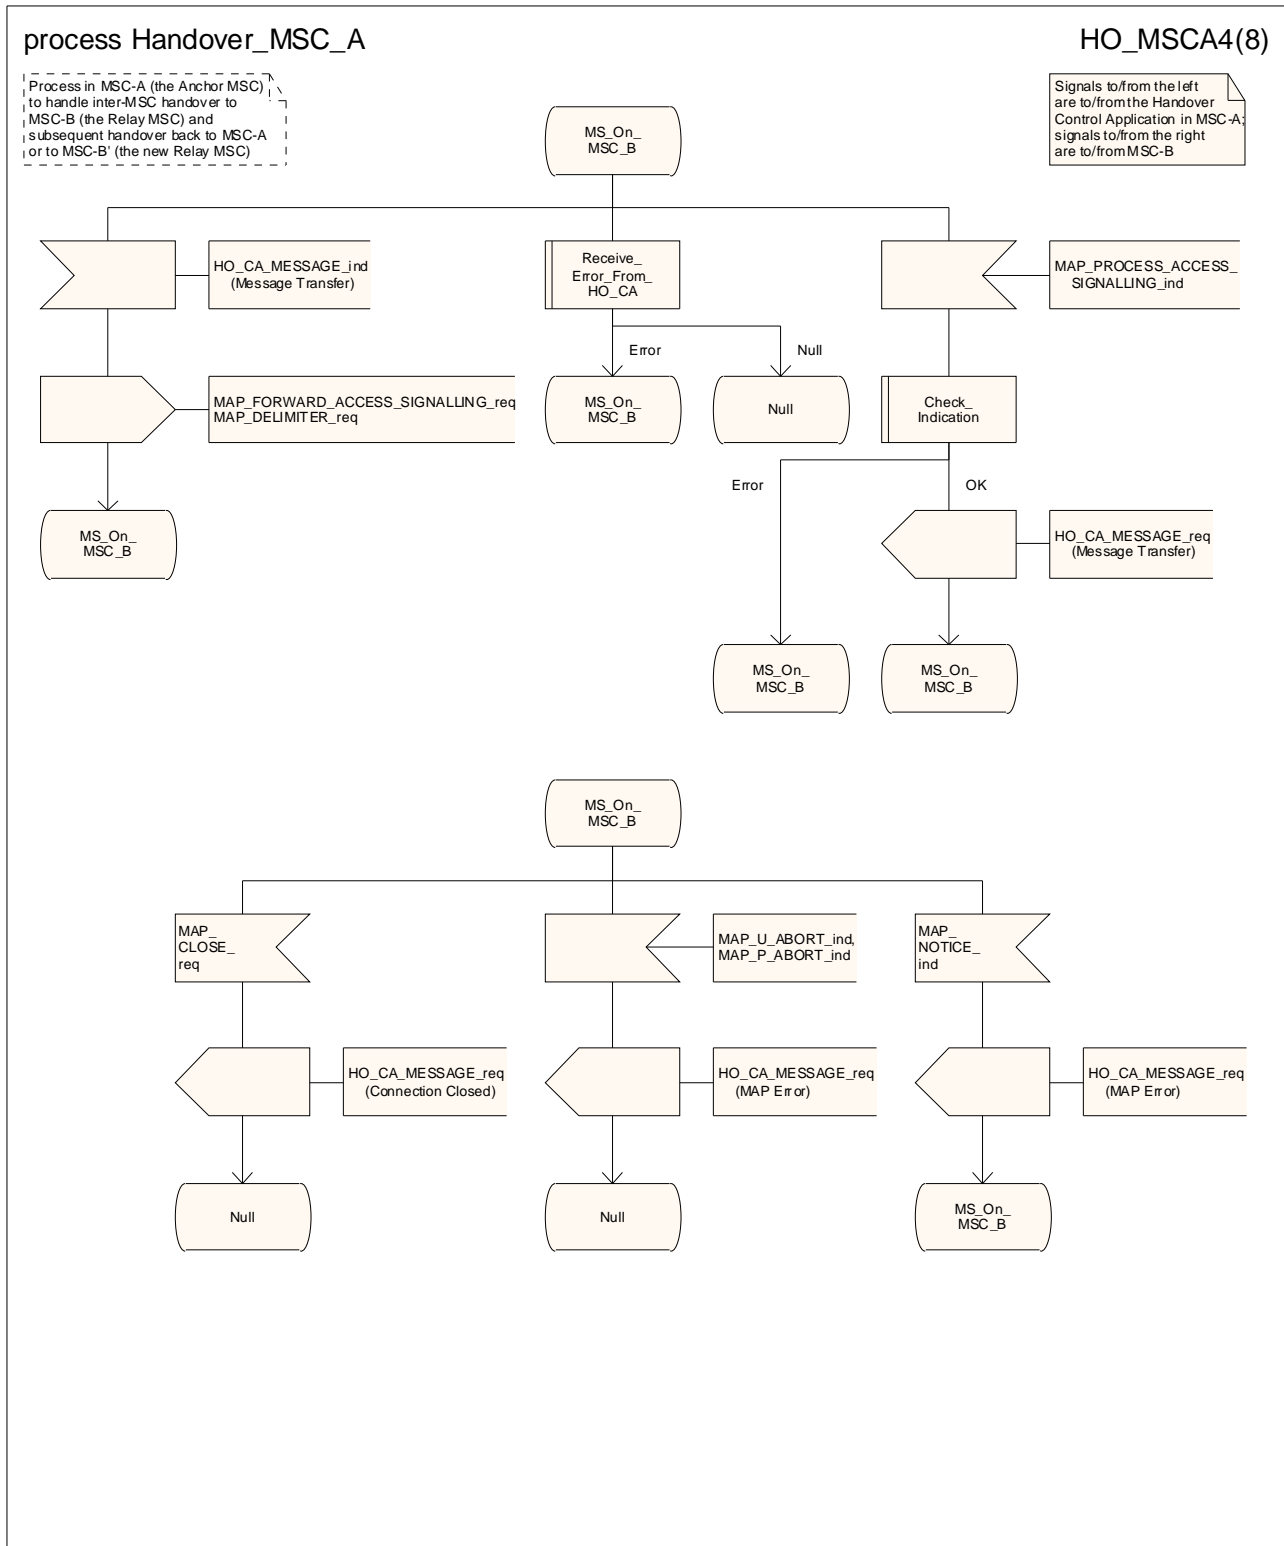 process Handover_MSC_A
HO_MSCA4(8)
Process in MSC-A (the Anchor MSC)
to handle inter-MSC handover to
MSC-B (the Relay MSC) and
subsequent handover back to MSC-A
or to MSC-B' (the new Relay MSC)
Signals to/from the left
are to/from the Handover
Control Application in MSC-A;
signals to/from the right
are to/from MSC-B
MS_On_
MSC_B
HO_CA_MESSAGE_ind
(Message Transfer)
Receive_
Error_From_
HO_CA
MAP_PROCESS_ACCESS_
SIGNALLING_ind
Error
Null
MAP_FORWARD_ACCESS_SIGNALLING_req
MAP_DELIMITER_req
MS_On_
MSC_B
Null
Check_
Indication
Error
OK
MS_On_
MSC_B
HO_CA_MESSAGE_req
(Message Transfer)
MS_On_
MSC_B
MS_On_
MSC_B
MS_On_
MSC_B
MAP_
CLOSE_
req
MAP_U_ABORT_ind,
MAP_P_ABORT_ind
MAP_
NOTICE_
ind
HO_CA_MESSAGE_req
(Connection Closed)
HO_CA_MESSAGE_req
(MAP Error)
HO_CA_MESSAGE_req
(MAP Error)
Null
Null
MS_On_
MSC_B